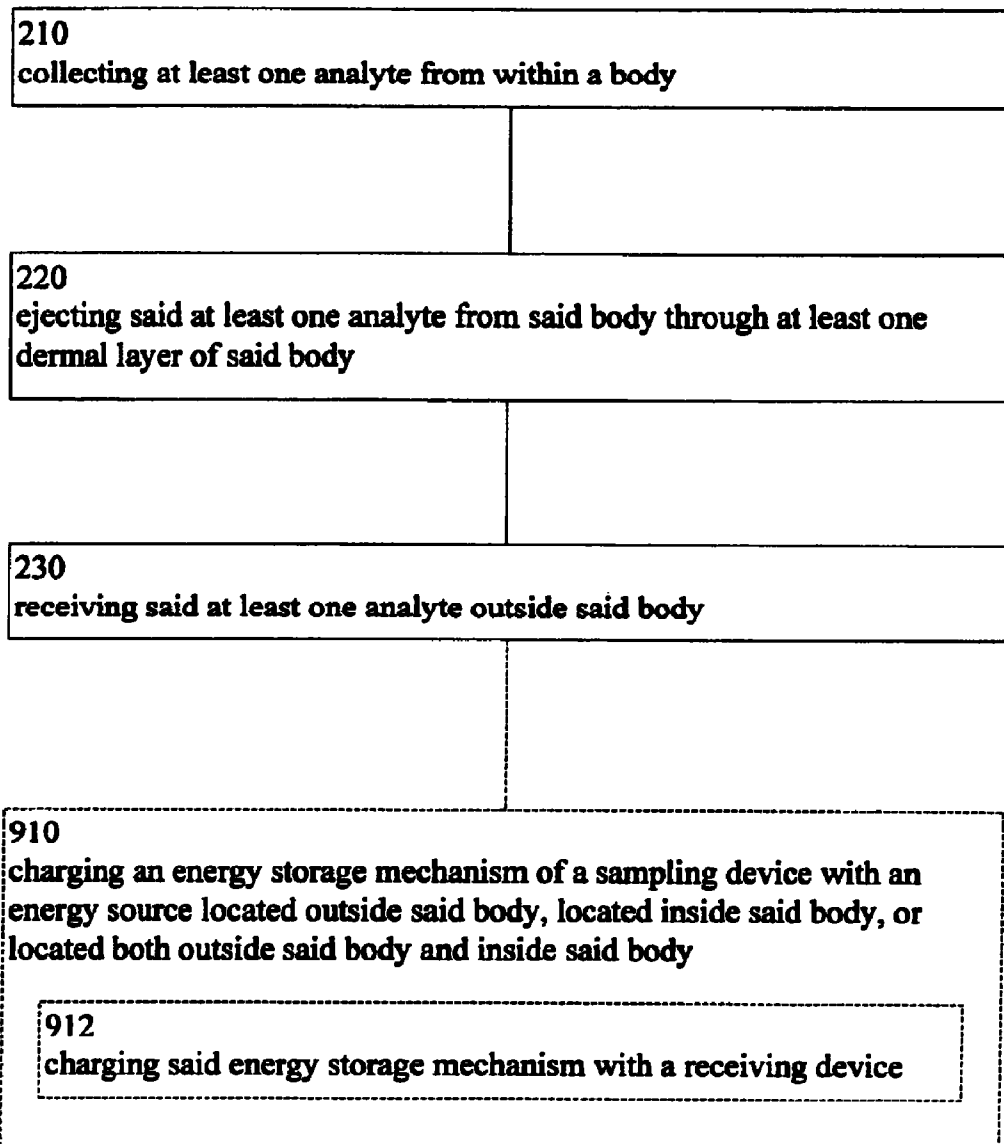 210
collecting at least one analyte from within a body
220
ejecting said at least one analyte from said body through at least one
dermal layer of said body
230
receiving said at least one analyte outside said body
910
charging an energy storage mechanism of a sampling device with an
energy source located outside said body, located inside said body, or
located both outside said body and inside said body
912
charging said energy storage mechanism with a receiving device